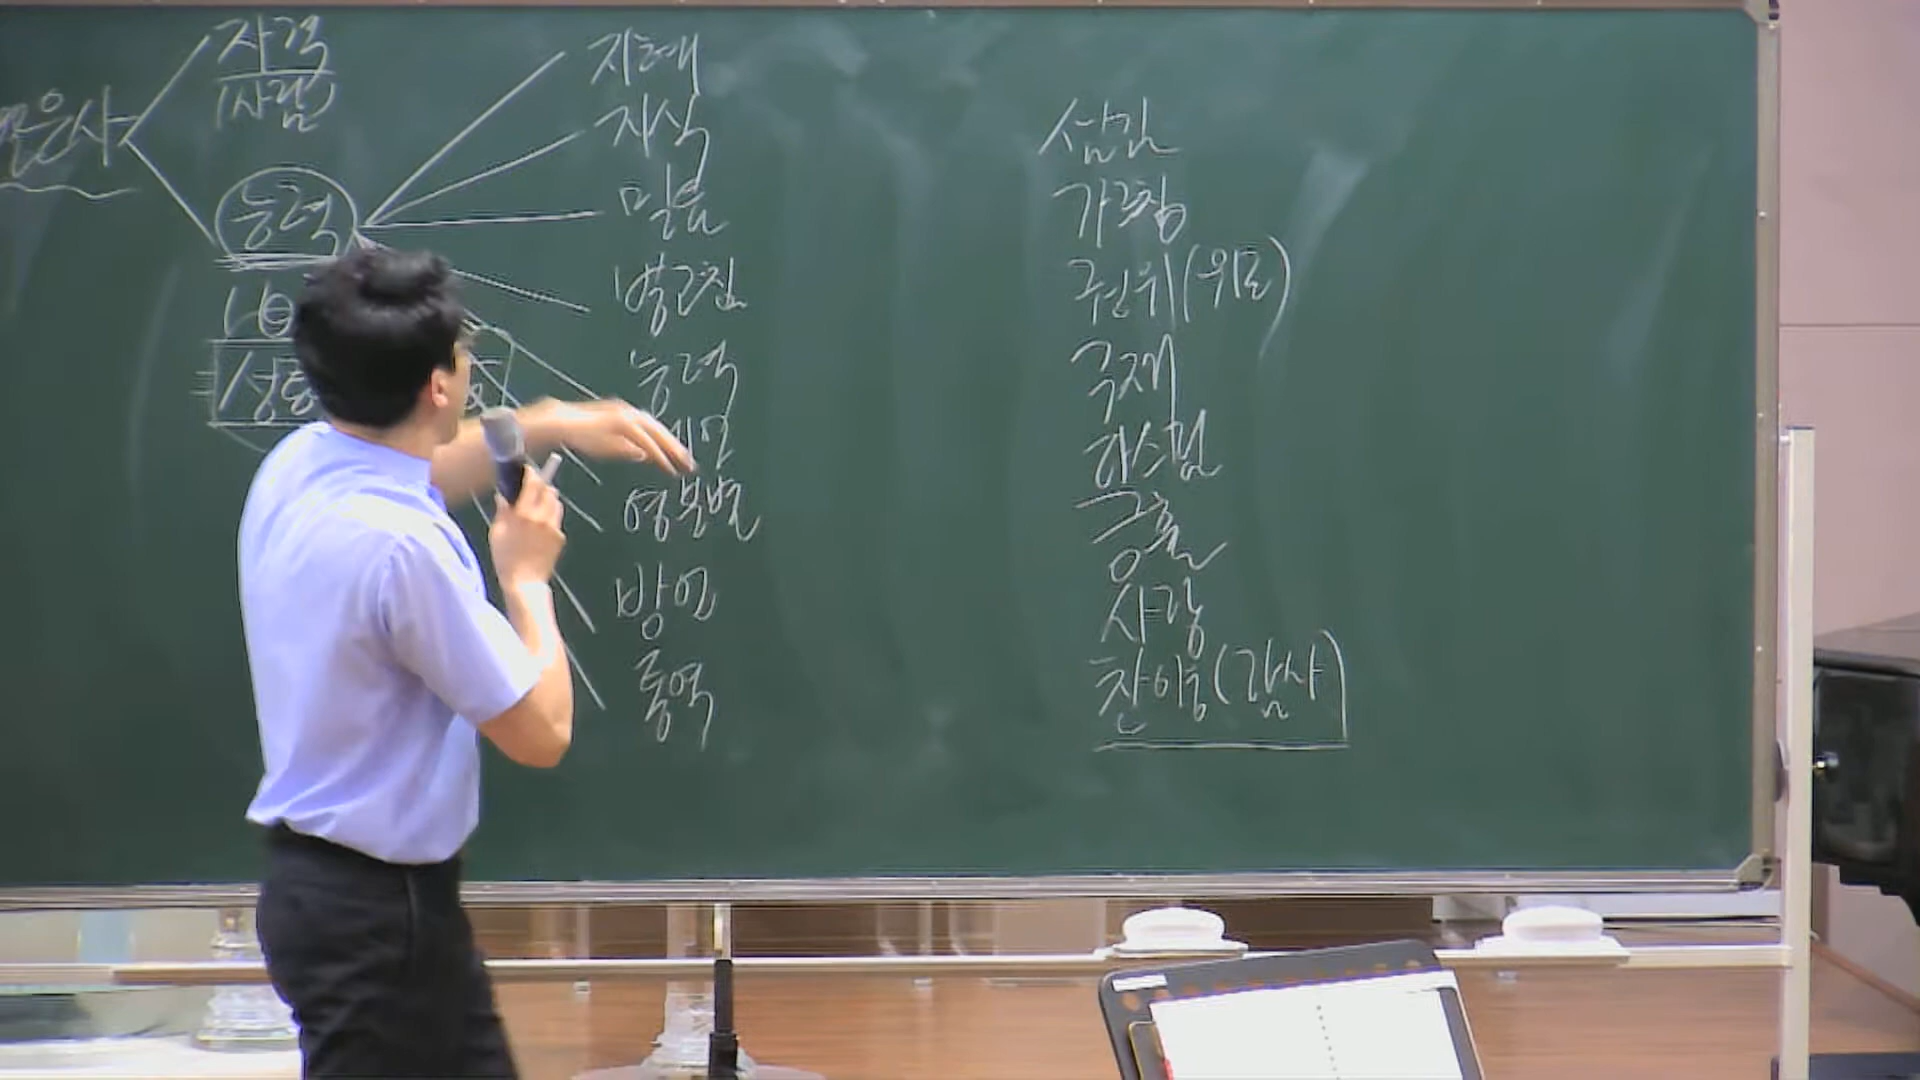 은사
자격
(사람)
능력
지혜
지식
믿음
병고침
능력
예언
영분별
방언
통역
섬김
가르침
권위(위로)
구제
다스림
긍휼
사랑
찬양(감사)